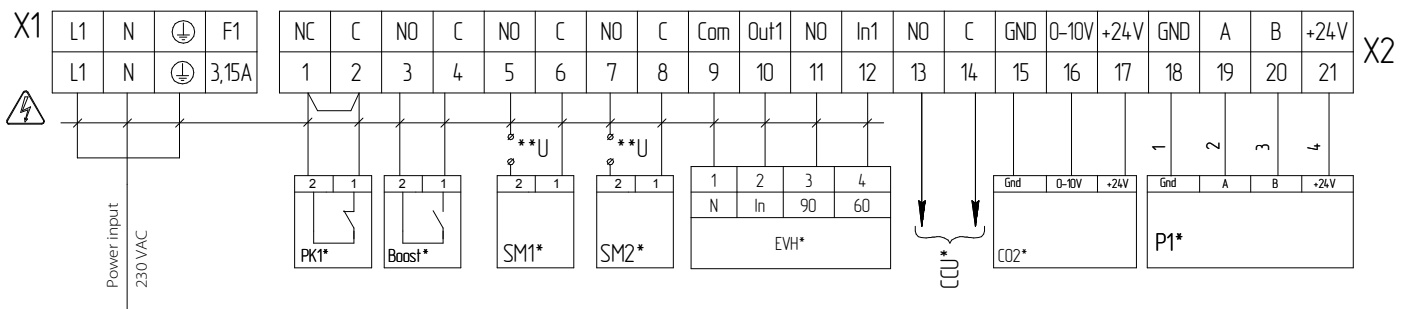 X1 L1 N F1 NC C NO C NO C NO C Com Out1 NO In1 NO C GND 0-10V +24V GND A B +24V X2
L1 N 3,15A 1 2 3 4 5 6 7 8 9 10 11 12 13 14 15 16 17 18 19 20 21
**U **U
1 2 3 4
2 1 2 1 2 1 2 1 1 2 3 4 Gnd 0-10V +24V Gnd A B +24V
N In 90 60
PK1* Boost* SM1* SM2* EVH* CCU* CO2* P1*
Power input
230 VAC